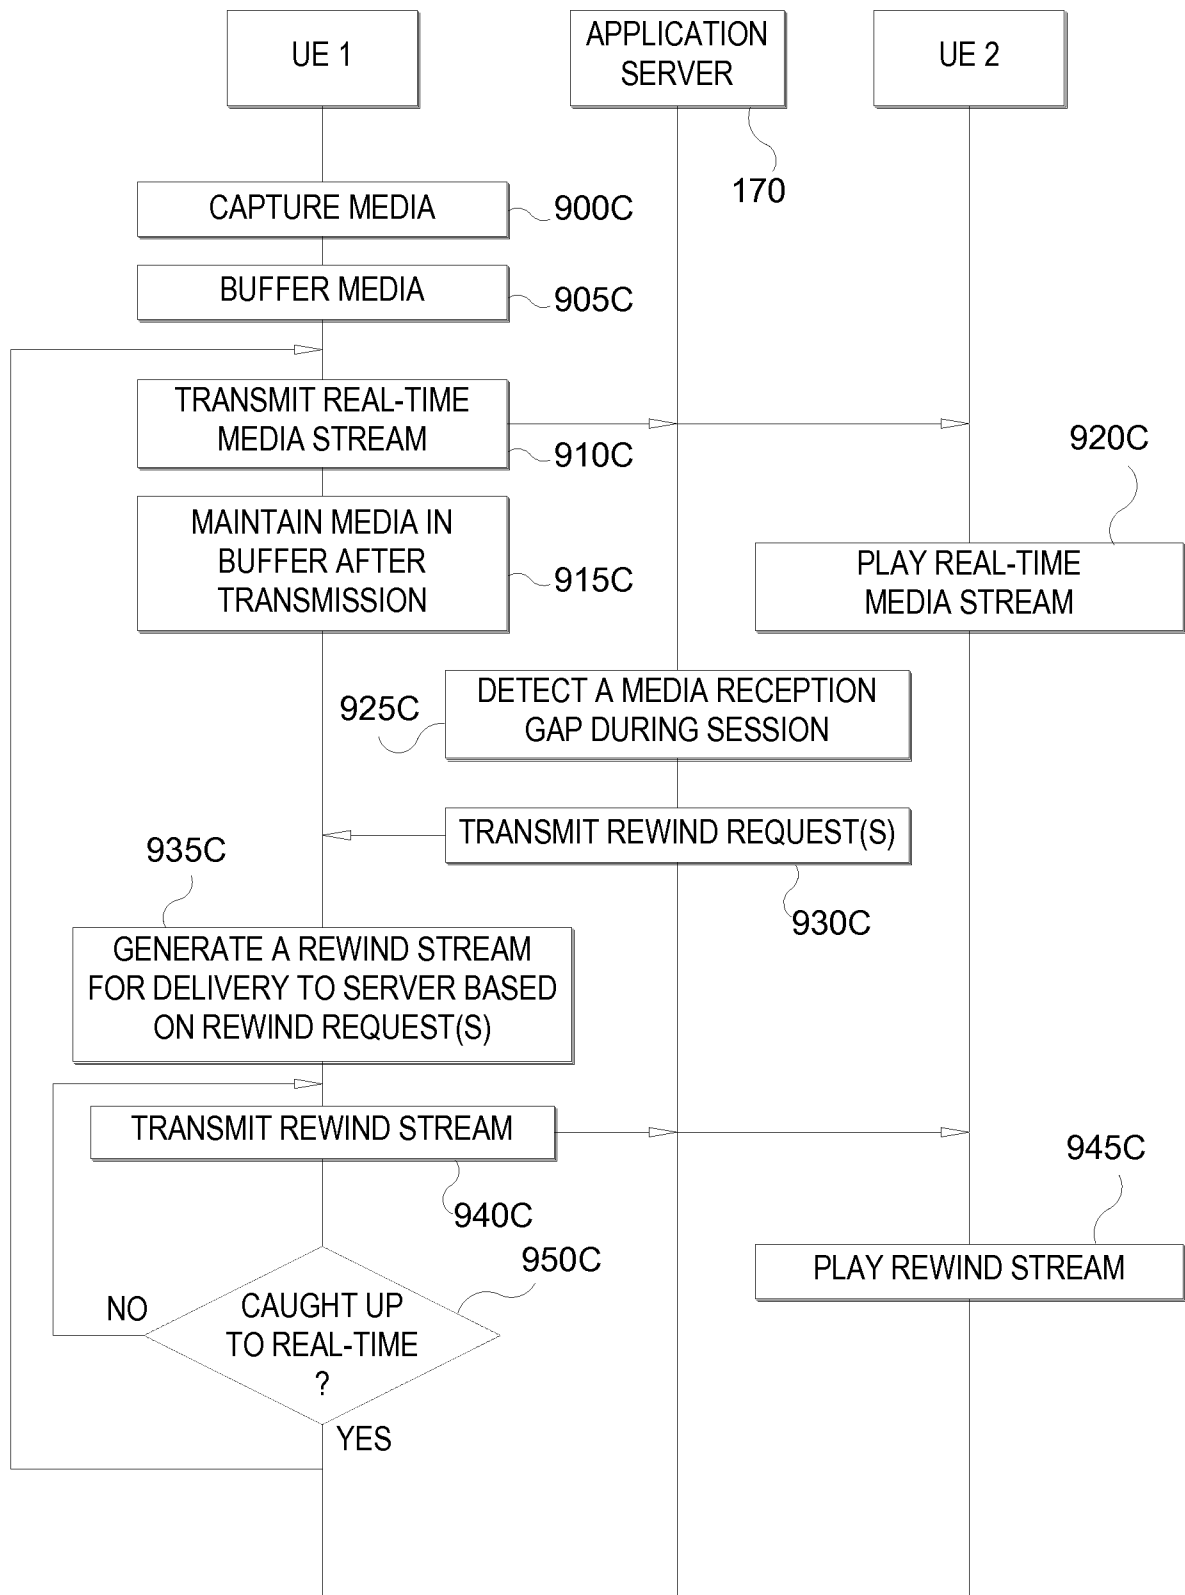 UE 1
APPLICATION
SERVER
UE 2
170
CAPTURE MEDIA
900C
BUFFER MEDIA
905C
TRANSMIT REAL-TIME
MEDIA STREAM
910C
920C
MAINTAIN MEDIA IN
BUFFER AFTER
TRANSMISSION
915C
PLAY REAL-TIME
MEDIA STREAM
925C
DETECT A MEDIA RECEPTION
GAP DURING SESSION
TRANSMIT REWIND REQUEST(S)
930C
935C
GENERATE A REWIND STREAM
FOR DELIVERY TO SERVER BASED
ON REWIND REQUEST(S)
TRANSMIT REWIND STREAM
940C
945C
PLAY REWIND STREAM
950C
CAUGHT UP
TO REAL-TIME
?
NO
YES